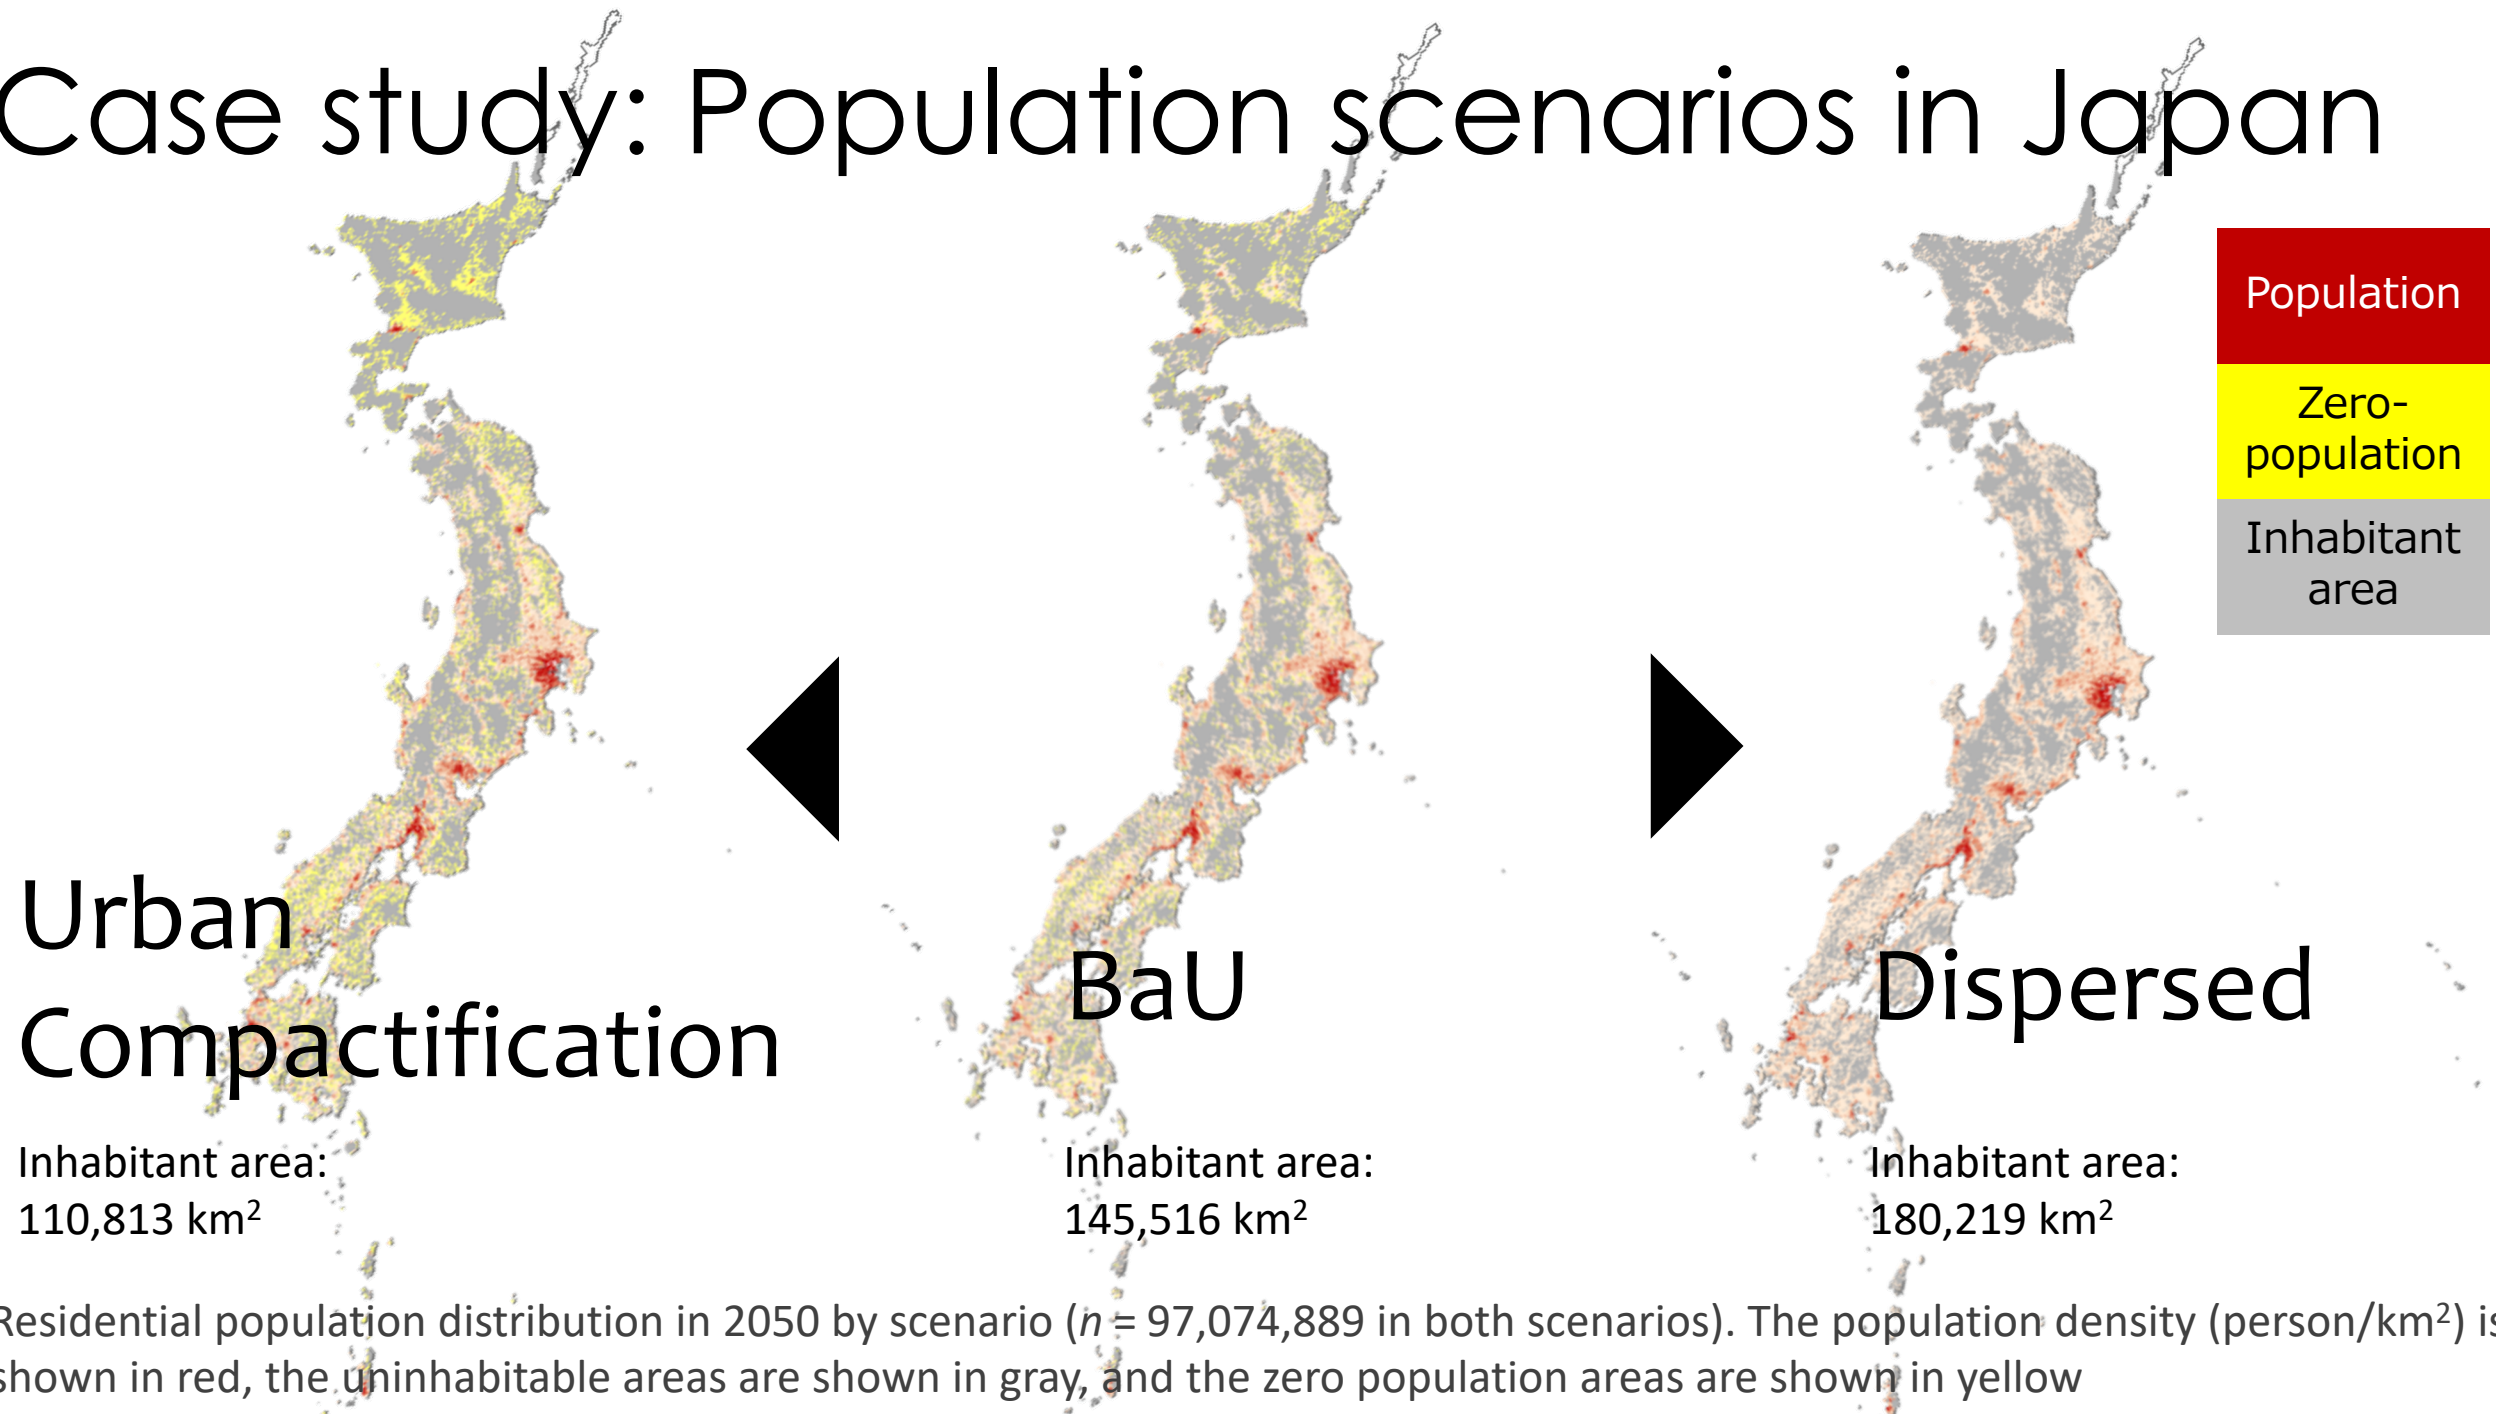 Case study: Population scenarios in Japan
Population
Zero-
population
Inhabitant
area
Urban
Compactification
BaU
Dispersed
Inhabitant area:
110,813 km²
Inhabitant area:
145,516 km²
Inhabitant area:
180,219 km²
Residential population distribution in 2050 by scenario (n = 97,074,889 in both scenarios). The population density (person/km²) is
shown in red, the uninhabitable areas are shown in gray, and the zero population areas are shown in yellow